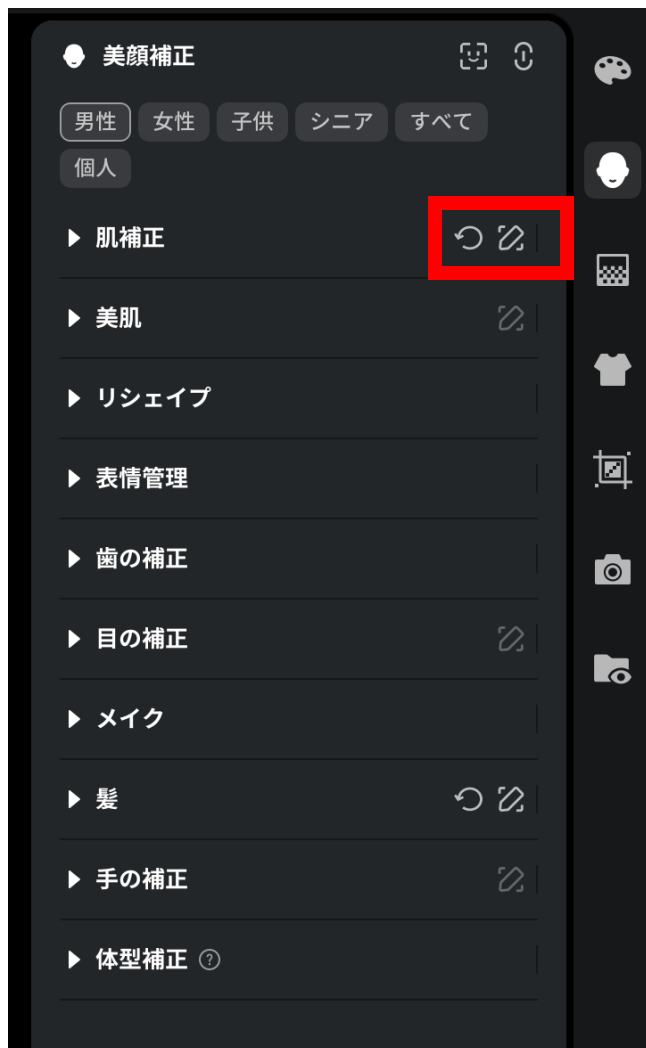 美顔補正
男性 女性 子供 シニア すべて
個人
肌補正
美肌
リシェイプ
表情管理
歯の補正
目の補正
メイク
髪
手の補正
体型補正 ?